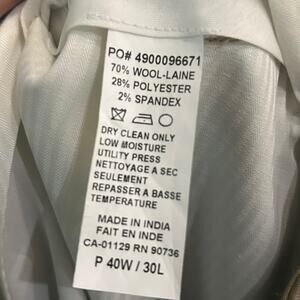 PO# 4900096671
70% WOOL-LAINE
28% POLYESTER
2% SPANDEX
DRY CLEAN ONLY
LOW MOISTURE
UTILITY PRESS
NETTOYAGE A SEC
SEULEMENT
REPASSER A BASSE
TEMPERATURE
MADE IN INDIA
FAIT EN INDE
CA-01129 RN 90736
P 40W / 30L